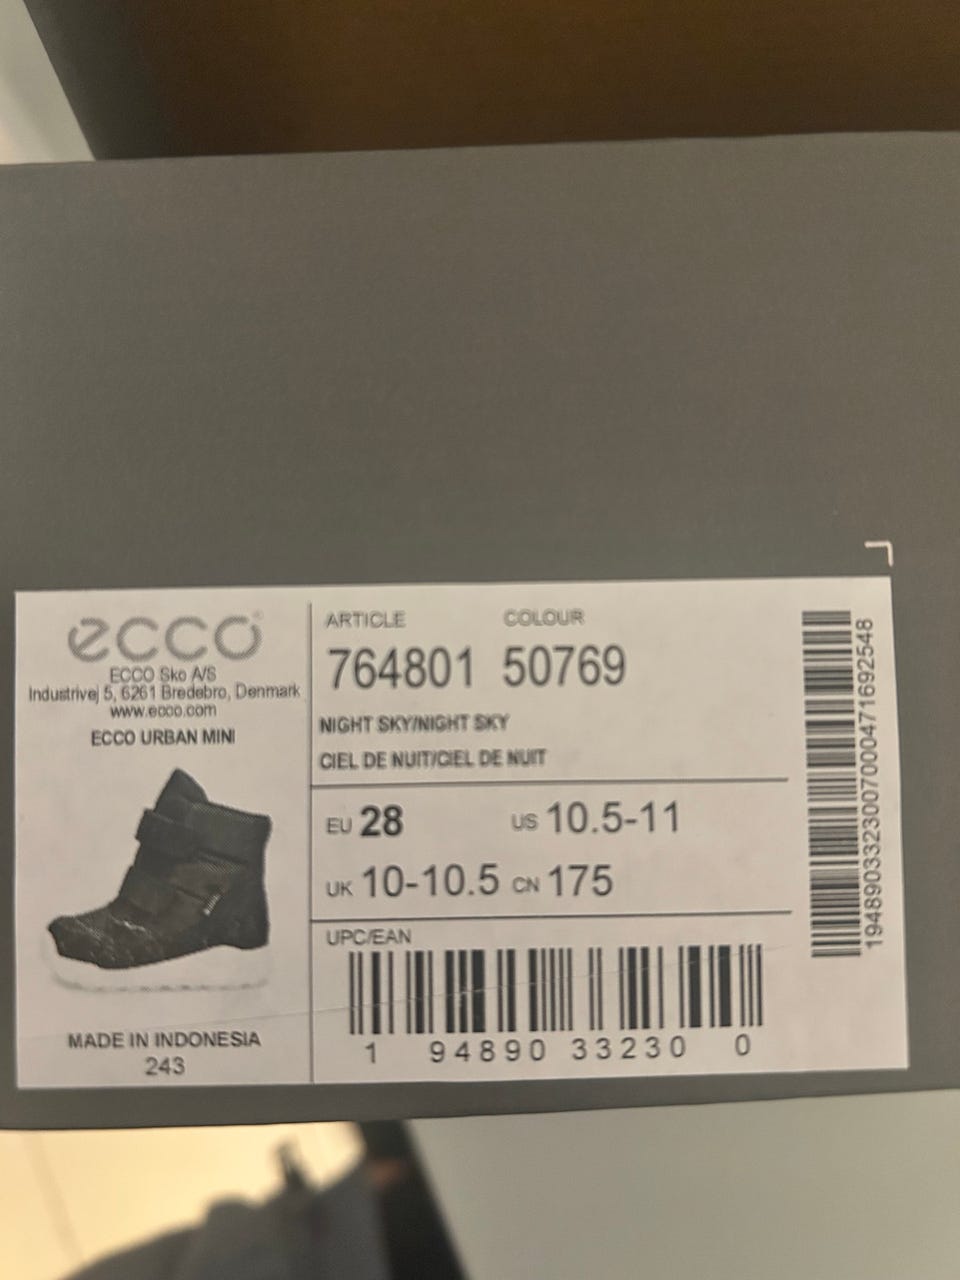 ecco
ECCO Sko A/S
Industrivej 5, 6261 Bredebro, Denmark
www.ecco.com
ECCO URBAN MINI
MADE IN INDONESIA
243
ARTICLE COLOUR
764801 50769
NIGHT SKY/NIGHT SKY
CIEL DE NUIT/CIEL DE NUIT
EU 28 US 10.5-11
UK 10-10.5 CN 175
UPC/EAN
1 94890 33230 0
19489033230070004716925​48